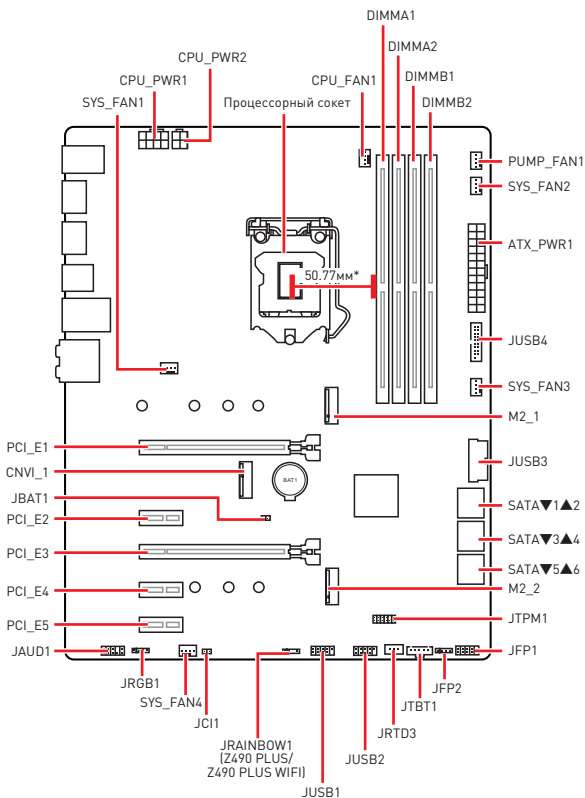 DIMMA1
DIMMA2
CPU_PWR2
CPU_PWR1
CPU_FAN1
DIMMB1
SYS_FAN1
Процессорный сокет
DIMMB2
PUMP_FAN1
SYS_FAN2
ATX_PWR1
50.77мм*
JUSB4
SYS_FAN3
M2_1
PCI_E1
JUSB3
CNVI_1
BAT1
JBAT1
SATA▼1▲2
PCI_E2
SATA▼3▲4
PCI_E3
SATA▼5▲6
PCI_E4
M2_2
JTPM1
PCI_E5
JAUD1
JFP1
JRGB1
JFP2
SYS_FAN4
JTBT1
JCI1
JRTD3
JRAINBOW1
(Z490 PLUS/
Z490 PLUS WIFI)
JUSB2
JUSB1